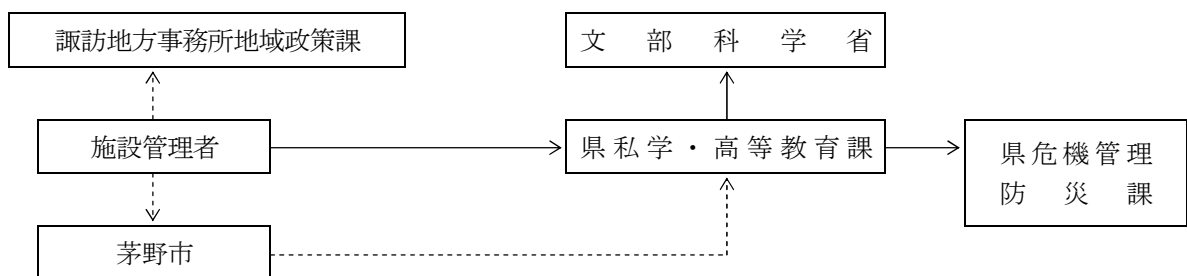 諏訪地方事務所地域政策課
文部科学省
施設管理者
県私学・高等教育課
県危機管理
防災課
茅野市